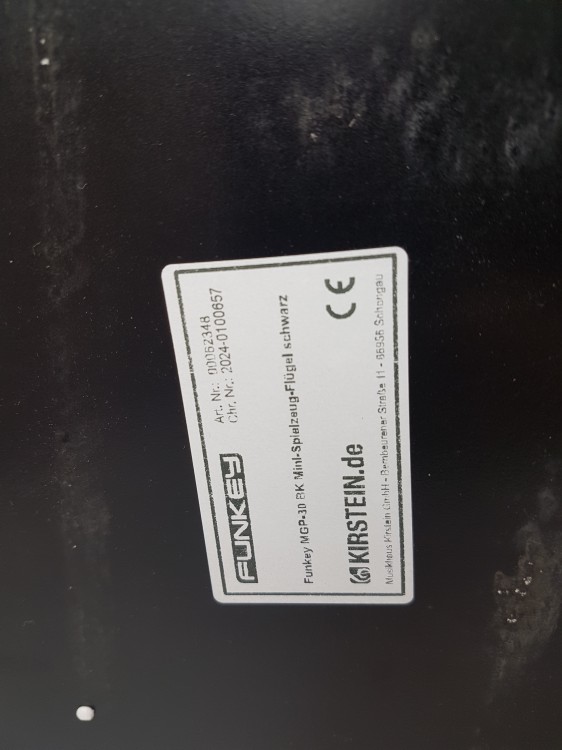 FUNKEY
Art. Nr.: 00062348
Chr. Nr.: 2024-0100657
Funkey MGP-30 BK Mini-Spielzeug-Flügel schwarz
CE
KIRSTEIN.de
Musikhaus Kirstein GmbH - Bernbeurener Straße 11 - 86956 Schongau